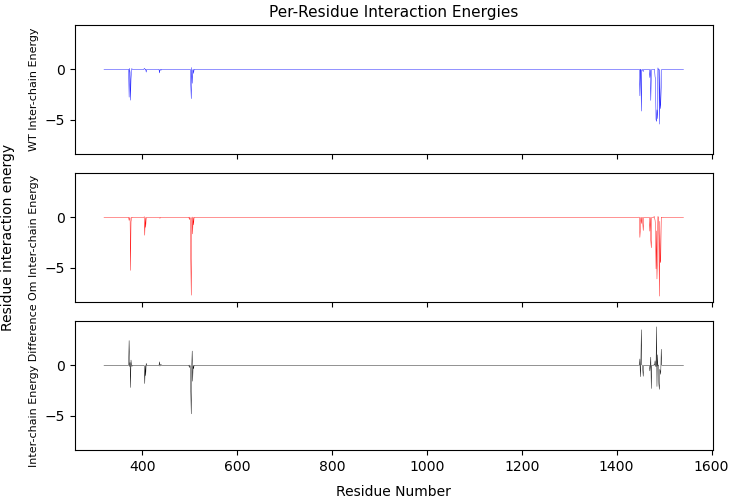 Per-Residue Interaction Energies
Residue interaction energy
WT Inter-chain Energy
0
−5
Om Inter-chain Energy
0
−5
Inter-chain Energy Difference
0
−5
400
600
800
1000
1200
1400
1600
Residue Number